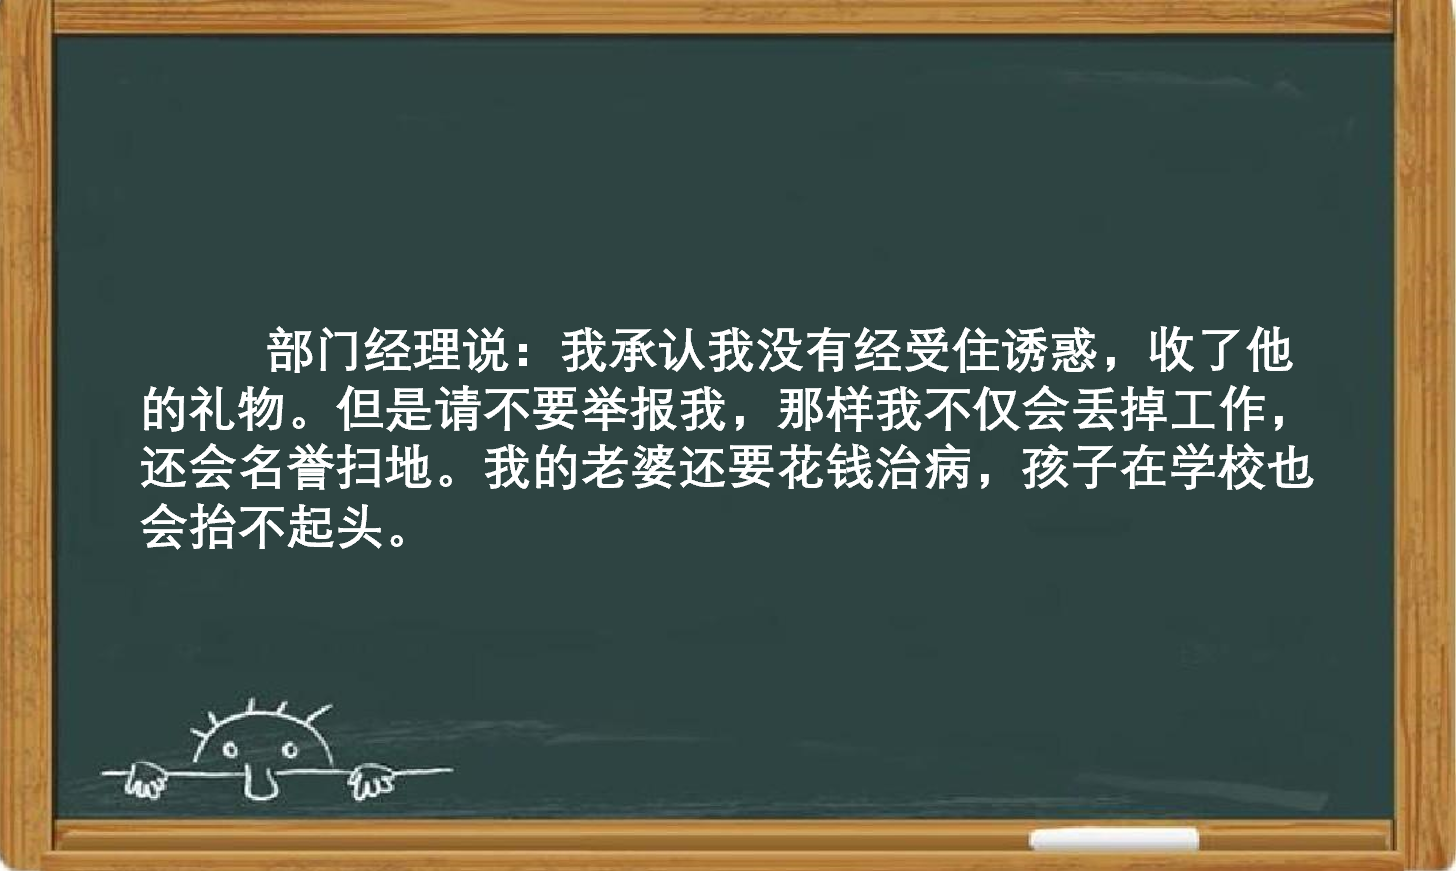 部门经理说：我承认我没有经受住诱惑，收了他
的礼物。但是请不要举报我，那样我不仅会丢掉工作，
还会名誉扫地。我的老婆还要花钱治病，孩子在学校也
会抬不起头。